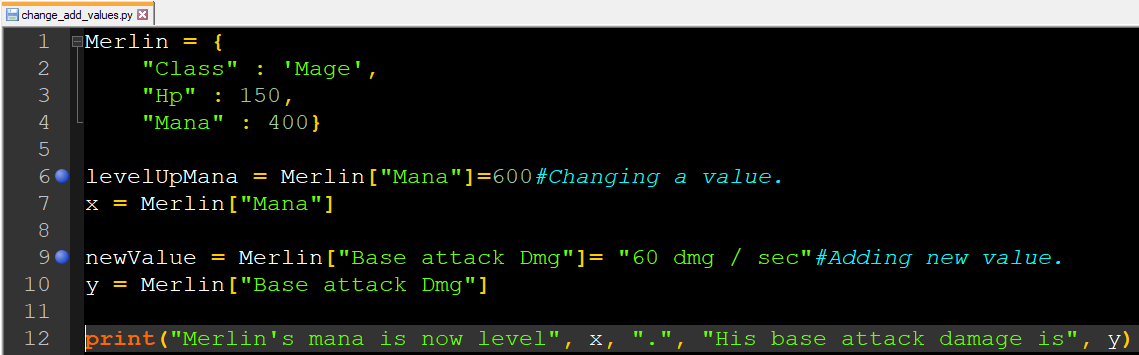 change_add_values.py
1 Merlin = {
2 "Class" : 'Mage',
3 "Hp" : 150,
4 "Mana" : 400}
5
6 levelUpMana = Merlin["Mana"]=600#Changing a value.
7 x = Merlin["Mana"]
8
9 newValue = Merlin["Base attack Dmg"]= "60 dmg / sec"#Adding new value.
10 y = Merlin["Base attack Dmg"]
11
12 print("Merlin's mana is now level", x, ".", "His base attack damage is", y)